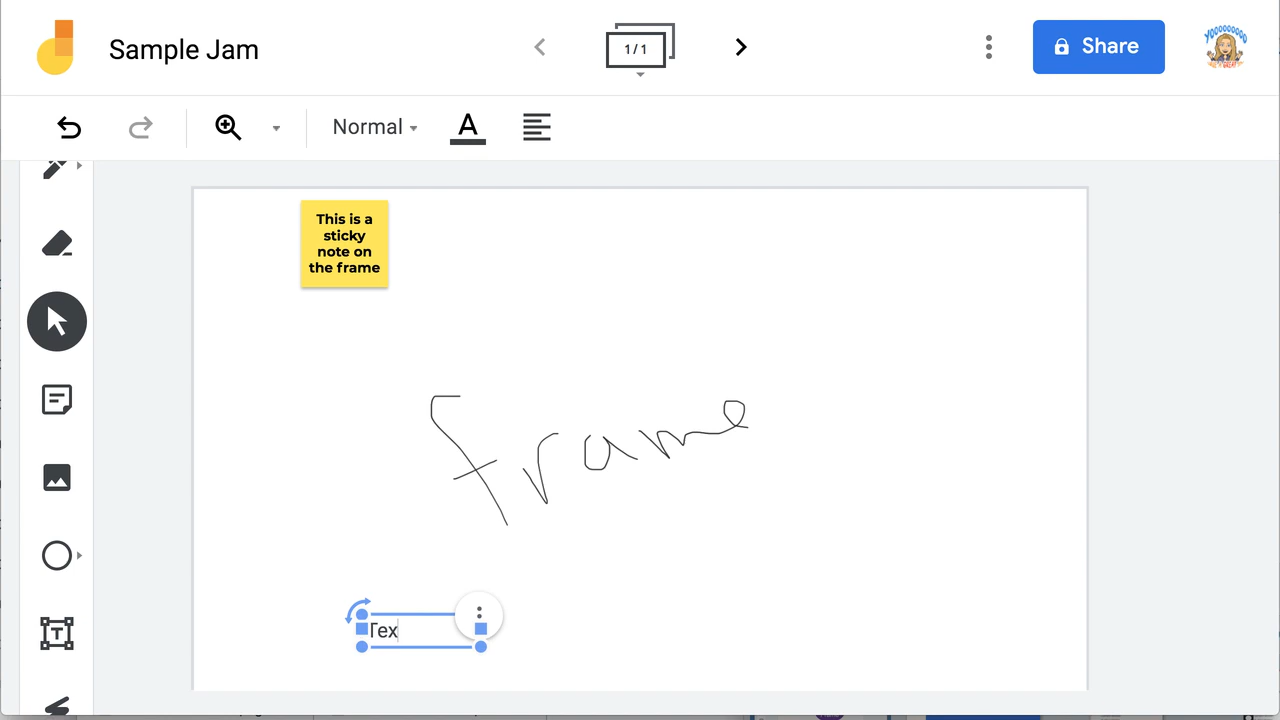 Sample Jam
1/1
Share
Normal
A
This is a
sticky
note on
the frame
frame
T
Tex